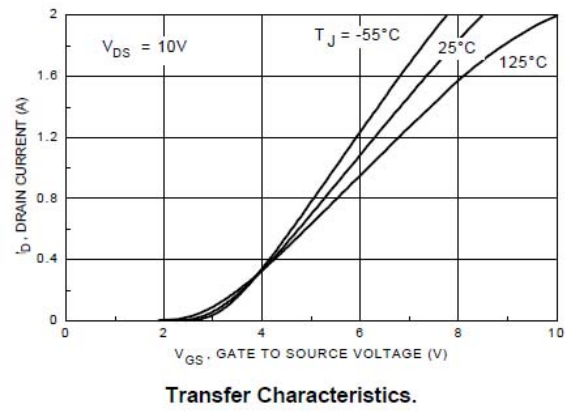 2
1.6
1.2
0.8
0.4
0
V_DS = 10V
T_J = -55°C
25°C
125°C
I_D, DRAIN CURRENT (A)
0 2 4 6 8 10
V_GS, GATE TO SOURCE VOLTAGE (V)
Transfer Characteristics.